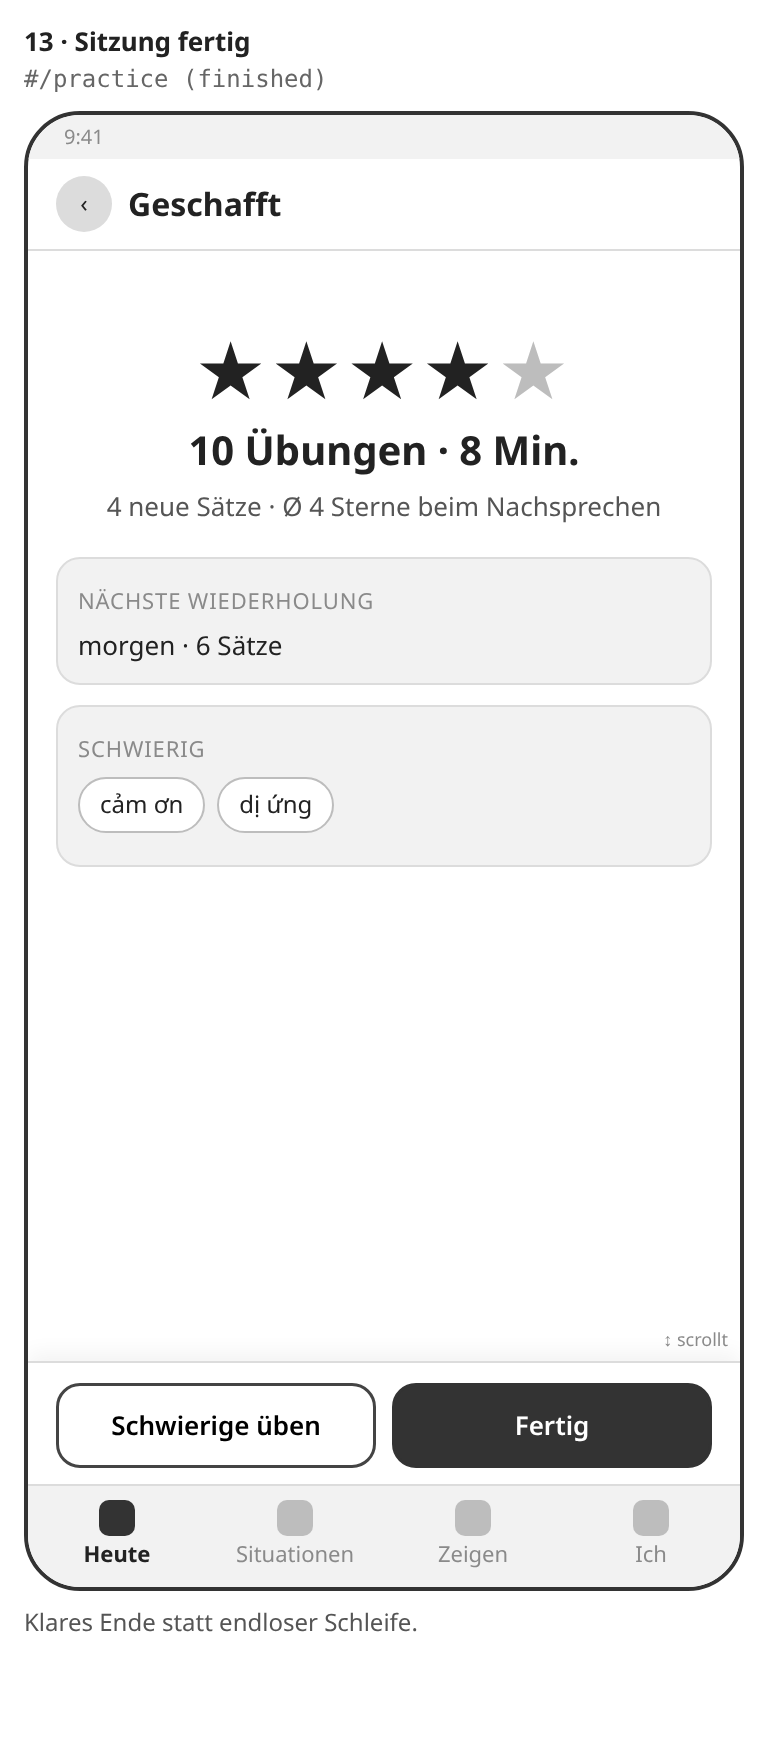 13 · Sitzung fertig
#/practice (finished)
9:41
‹ Geschafft
★★★★★
10 Übungen · 8 Min.
4 neue Sätze · Ø 4 Sterne beim Nachsprechen
NÄCHSTE WIEDERHOLUNG
morgen · 6 Sätze
SCHWIERIG
cảm ơn dị ứng
↕ scrollt
Schwierige üben Fertig
Heute Situationen Zeigen Ich
Klares Ende statt endloser Schleife.